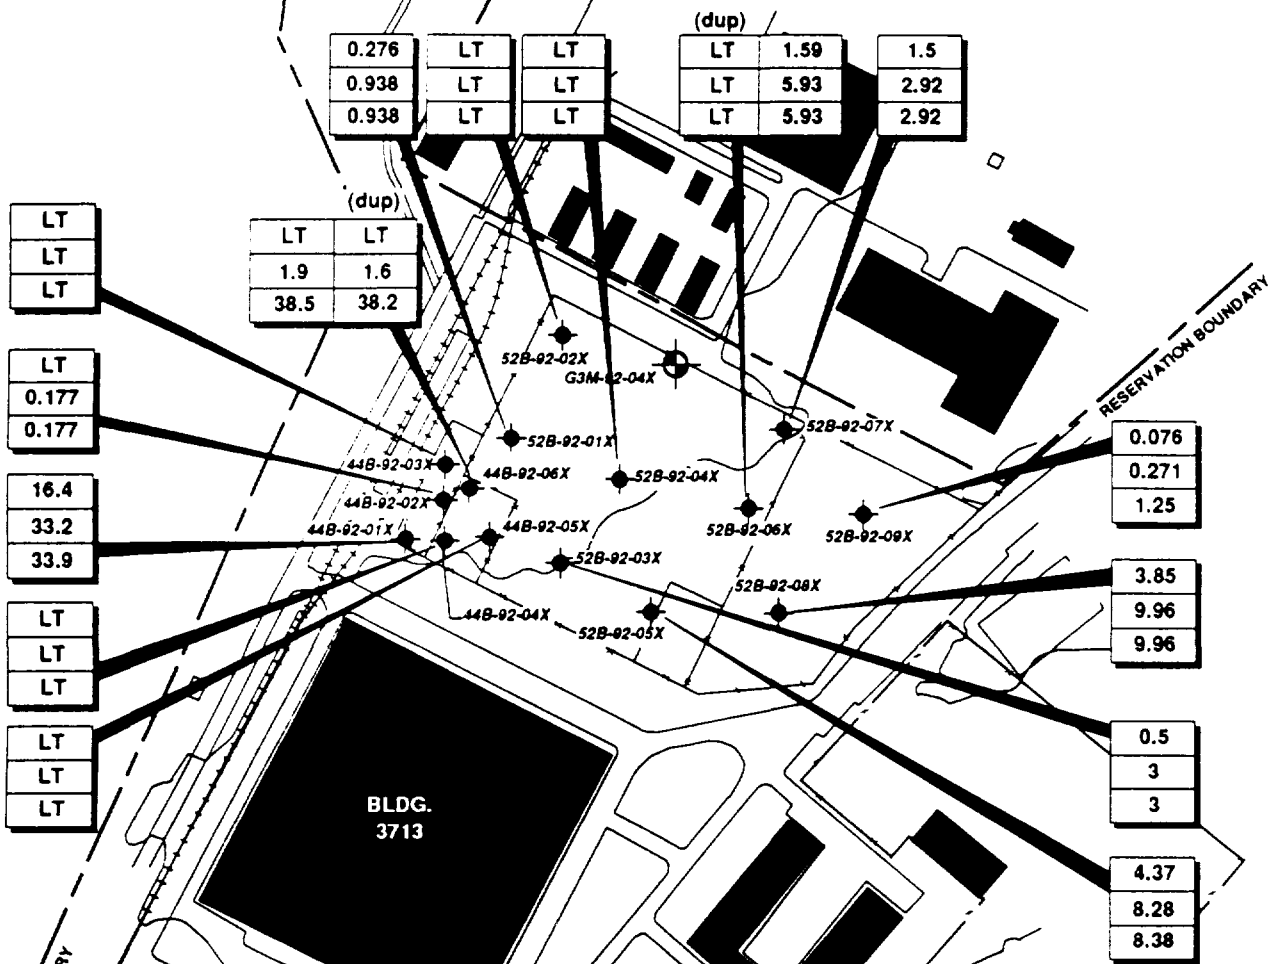 (dup)
0.276
0.938
0.938
LT
LT
LT
LT
LT
LT
LT 1.59
LT 5.93
LT 5.93
1.5
2.92
2.92
(dup)
LT LT
1.9 1.6
38.5 38.2
LT
LT
LT
LT
0.177
0.177
16.4
33.2
33.9
LT
LT
LT
LT
LT
LT
52B-92-02X
G3M-92-04X
52B-92-01X
52B-92-07X
44B-92-03X
44B-92-06X
52B-92-04X
44B-92-02X
44B-92-01X
44B-92-05X
52B-92-06X
52B-92-09X
52B-92-03X
52B-92-08X
44B-92-04X
52B-92-05X
RESERVATION BOUNDARY
0.076
0.271
1.25
3.85
9.96
9.96
0.5
3
3
4.37
8.28
8.38
BLDG.
3713
RY